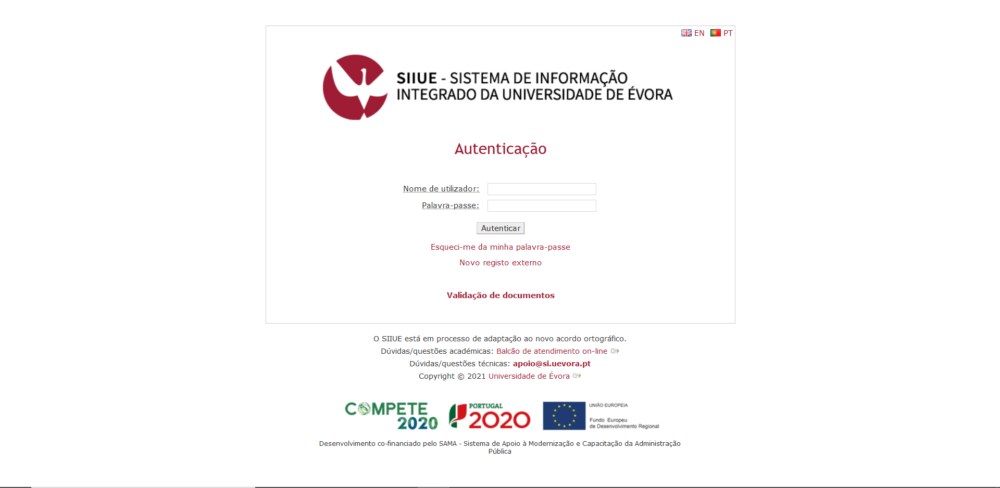 EN PT
SIIUE - SISTEMA DE INFORMAÇÃO
INTEGRADO DA UNIVERSIDADE DE ÉVORA
Autenticação
Nome de utilizador:
Palavra-passe:
Autenticar
Esqueci-me da minha palavra-passe
Novo registo externo
Validação de documentos
O SIIUE está em processo de adaptação ao novo acordo ortográfico.
Dúvidas/questões académicas: Balcão de atendimento on-line
Dúvidas/questões técnicas: apoio@si.uevora.pt
Copyright © 2021 Universidade de Évora
COMPETE
2020
PORTUGAL
2020
UNIÃO EUROPEIA
Fundo Europeu
de Desenvolvimento Regional
Desenvolvimento co-financiado pelo SAMA - Sistema de Apoio à Modernização e Capacitação da Administração
Pública